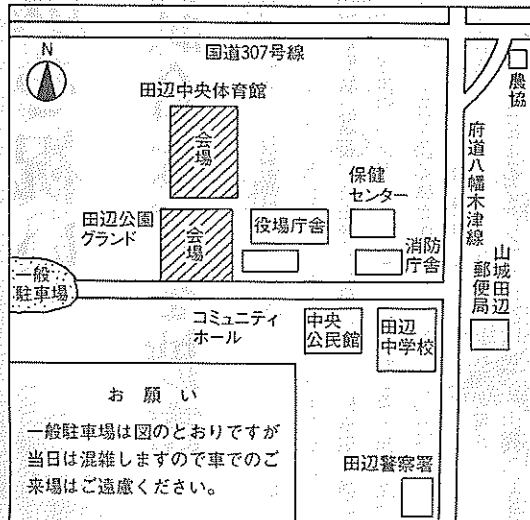 N
国道307号線
農協
田辺中央体育館
会場
府道八幡木津線
保健
センター
田辺公園
グランド
会場
役場庁舎
消防
庁舎
山城田辺
郵便局
一般
駐車場
コミュニティ
ホール
中央
公民館
田辺
中学校
お願い
一般駐車場は図のとおりですが
当日は混雑しますので車でのご
来場はご遠慮ください。
田辺警察署